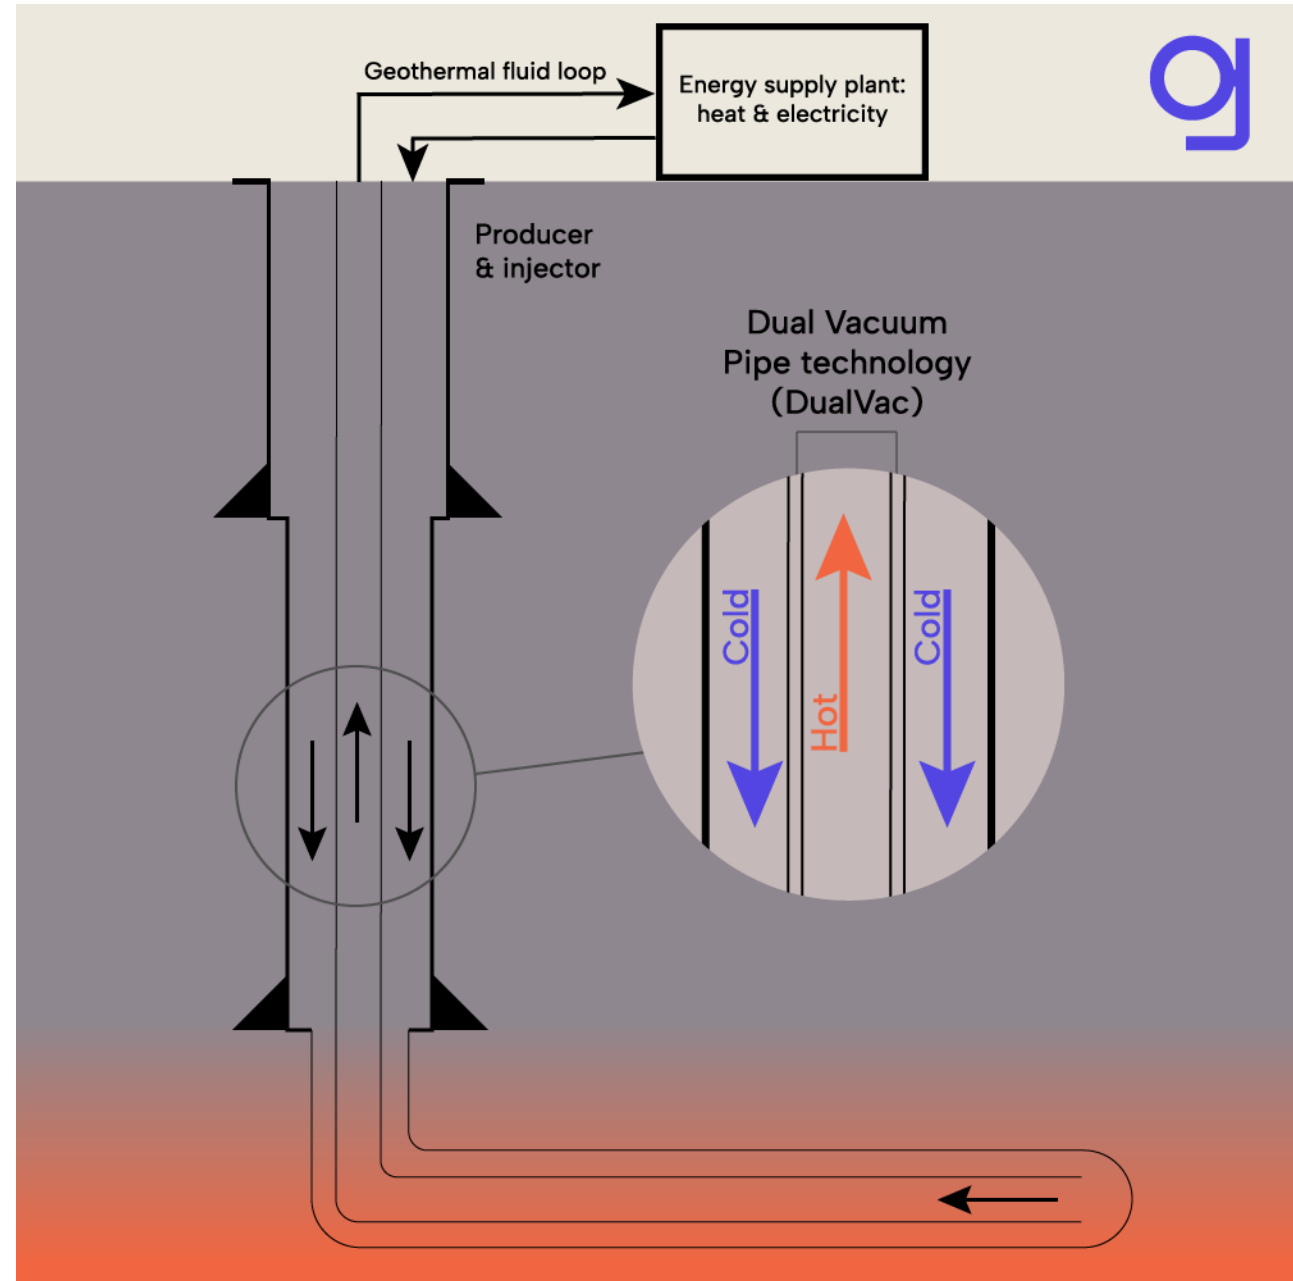 Geothermal fluid loop
Energy supply plant:
heat & electricity
Producer
& injector
Dual Vacuum
Pipe technology
(DualVac)
Cold
Hot
Cold